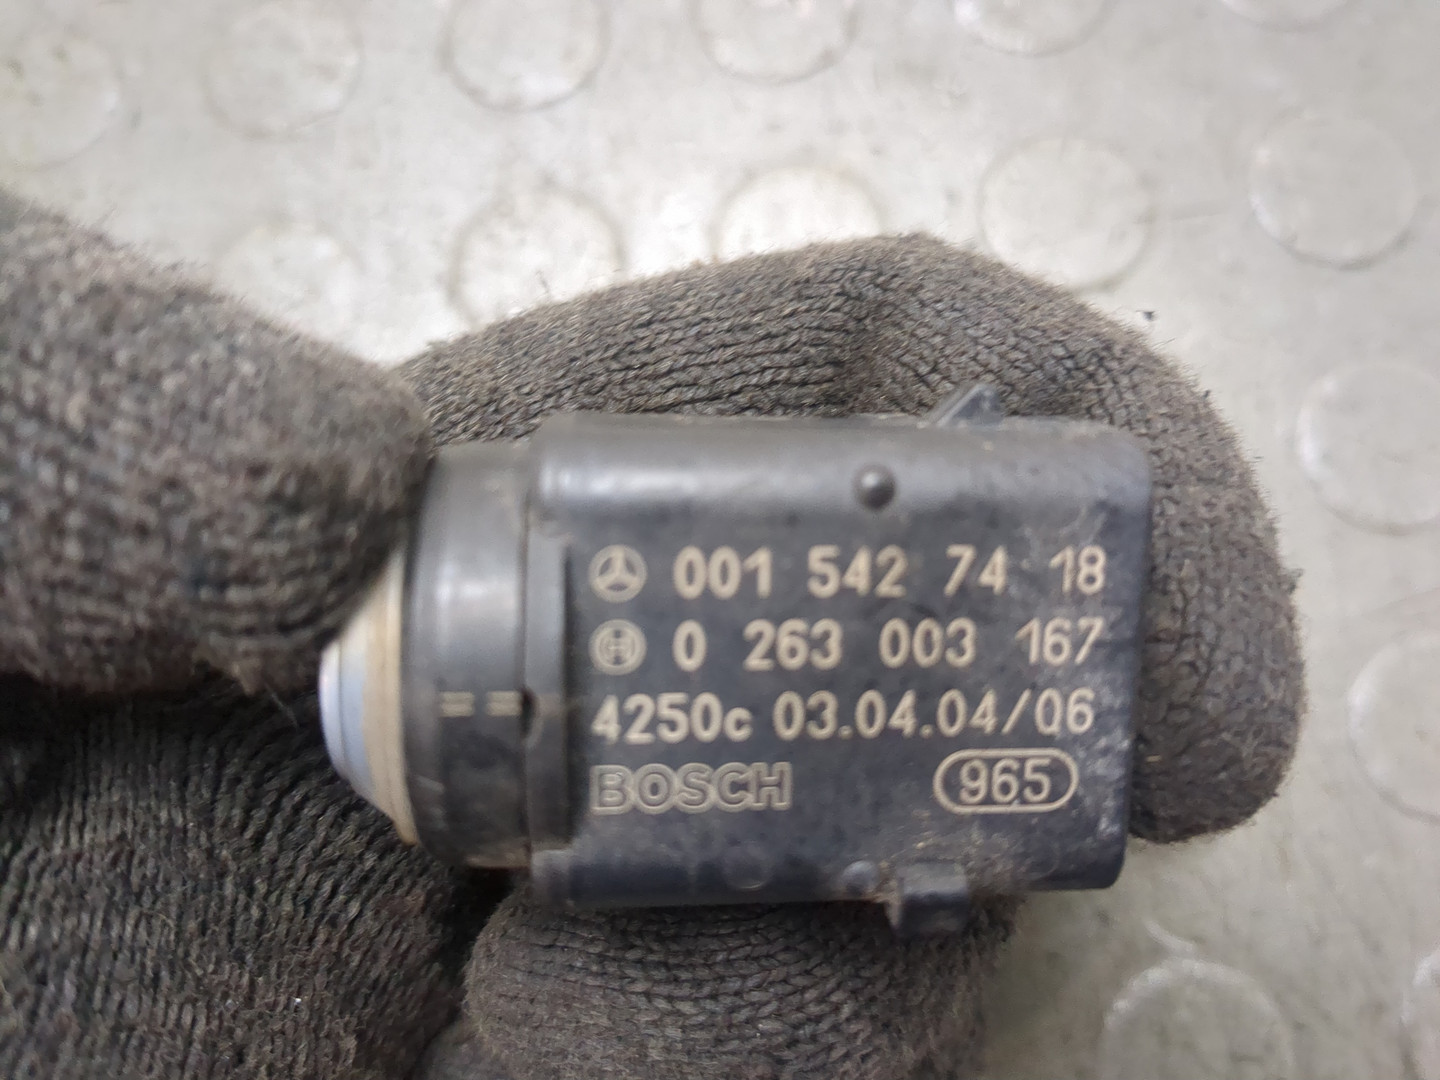 001 542 74 18
0 263 003 167
4250c 03.04.04/06
BOSCH 965